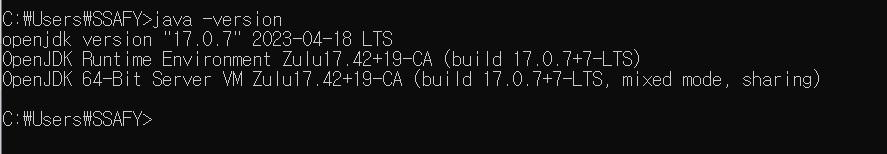 C:₩Users₩SSAFY>java -version
openjdk version "17.0.7" 2023-04-18 LTS
OpenJDK Runtime Environment Zulu17.42+19-CA (build 17.0.7+7-LTS)
OpenJDK 64-Bit Server VM Zulu17.42+19-CA (build 17.0.7+7-LTS, mixed mode, sharing)
C:₩Users₩SSAFY>